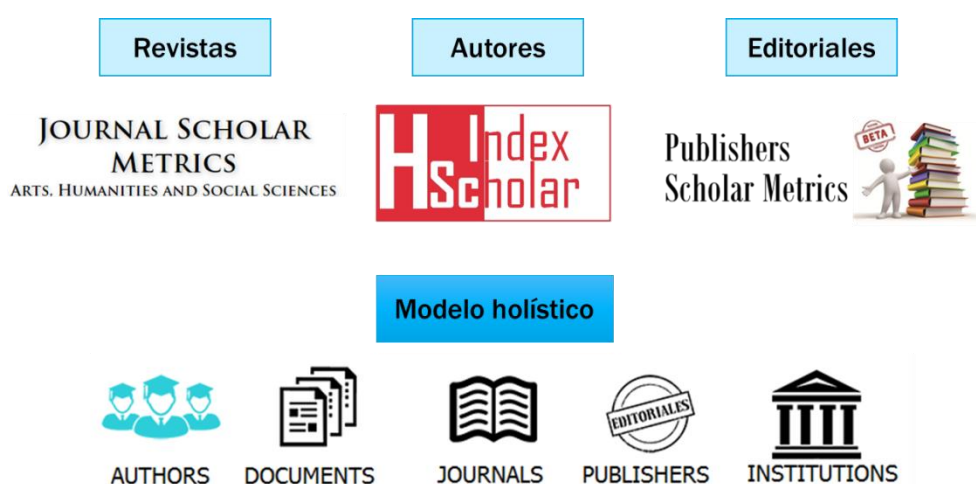 Revistas
Autores
Editoriales
JOURNAL SCHOLAR
METRICS
ARTS, HUMANITIES AND SOCIAL SCIENCES
H Index
Scholar
Publishers
Scholar Metrics
BETA
Modelo holístico
EDITORIALES
AUTHORS
DOCUMENTS
JOURNALS
PUBLISHERS
INSTITUTIONS